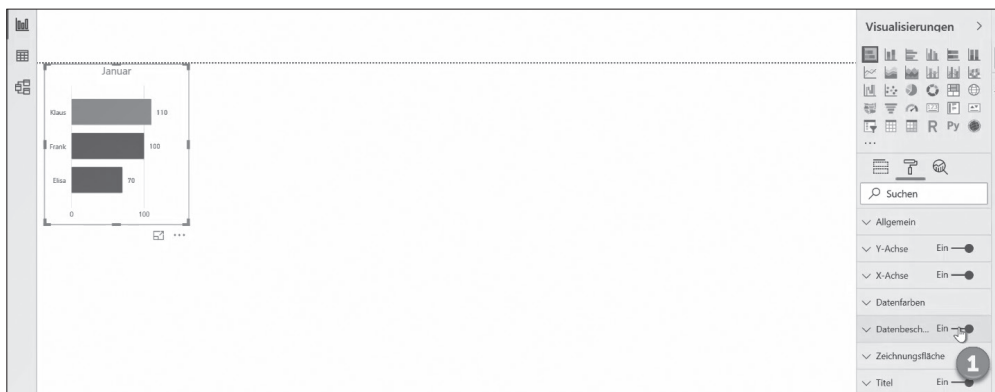 Januar
Klaus
110
Frank
100
Elisa
70
0 100
...
Visualisierungen >
R Py
...
Suchen
Allgemein
Y-Achse Ein
X-Achse Ein
Datenfarben
Datenbesch... Ein
Zeichnungsfläche
1
Titel Ein